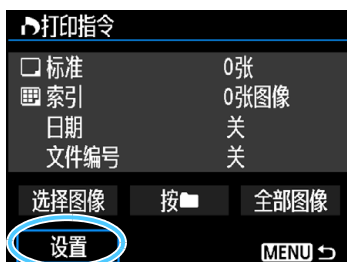 打印指令
标准 0张
索引 0张图像
日期 关
文件编号 关
选择图像 按 全部图像
设置 MENU